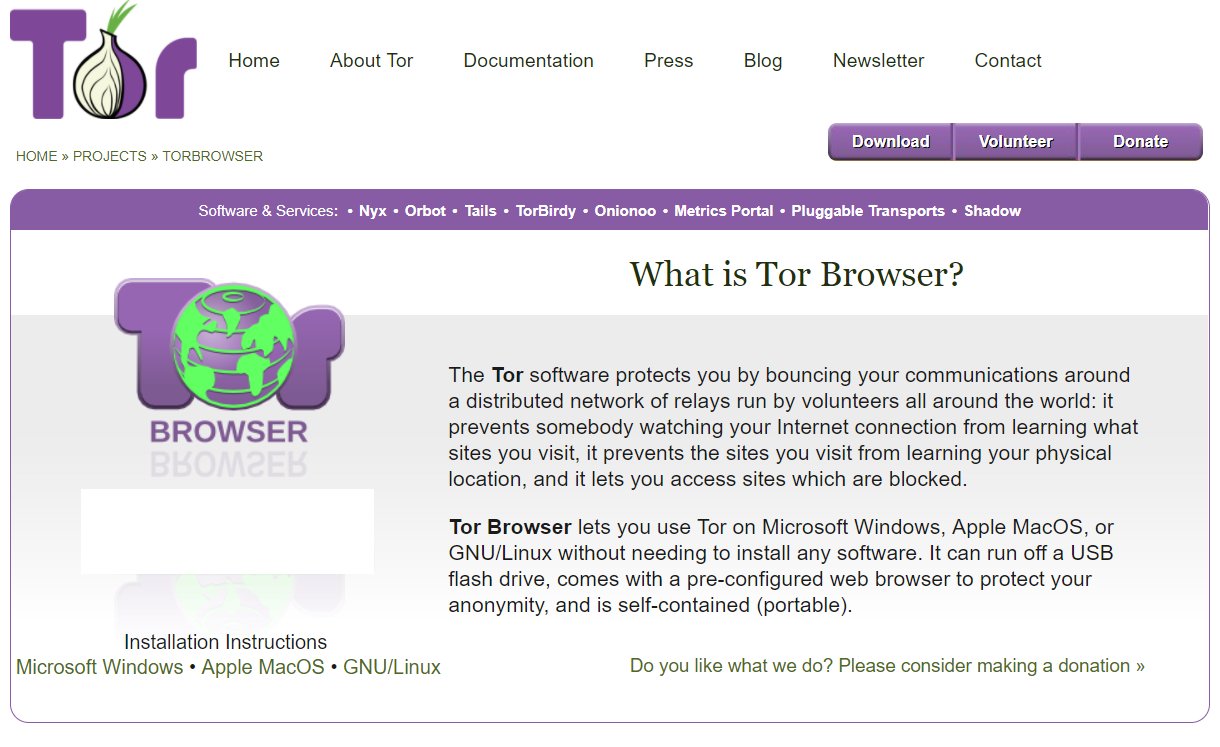 Tor
Home About Tor Documentation Press Blog Newsletter Contact
Download Volunteer Donate
HOME » PROJECTS » TORBROWSER
Software & Services: • Nyx • Orbot • Tails • TorBirdy • Onionoo • Metrics Portal • Pluggable Transports • Shadow
What is Tor Browser?
Tor
BROWSER
The Tor software protects you by bouncing your communications around
a distributed network of relays run by volunteers all around the world: it
prevents somebody watching your Internet connection from learning what
sites you visit, it prevents the sites you visit from learning your physical
location, and it lets you access sites which are blocked.
Tor Browser lets you use Tor on Microsoft Windows, Apple MacOS, or
GNU/Linux without needing to install any software. It can run off a USB
flash drive, comes with a pre-configured web browser to protect your
anonymity, and is self-contained (portable).
Installation Instructions
Microsoft Windows • Apple MacOS • GNU/Linux
Do you like what we do? Please consider making a donation »